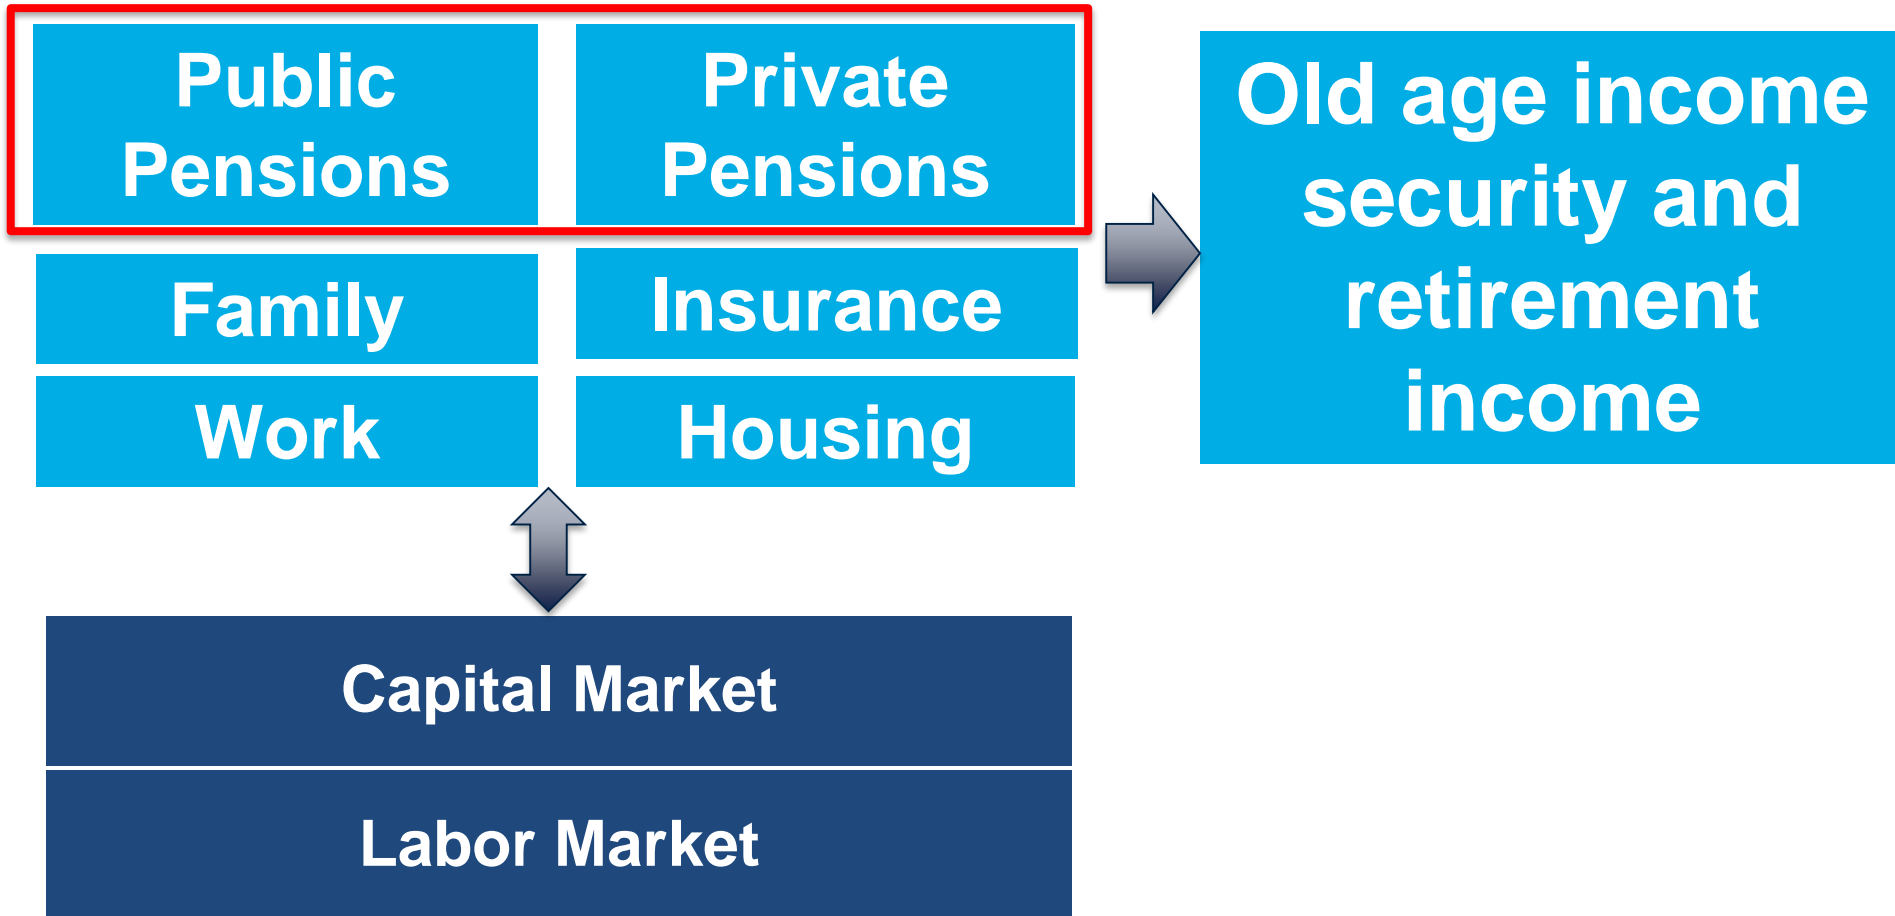 Public
Pensions
Private
Pensions
Family
Insurance
Work
Housing
Old age income
security and
retirement
income
Capital Market
Labor Market